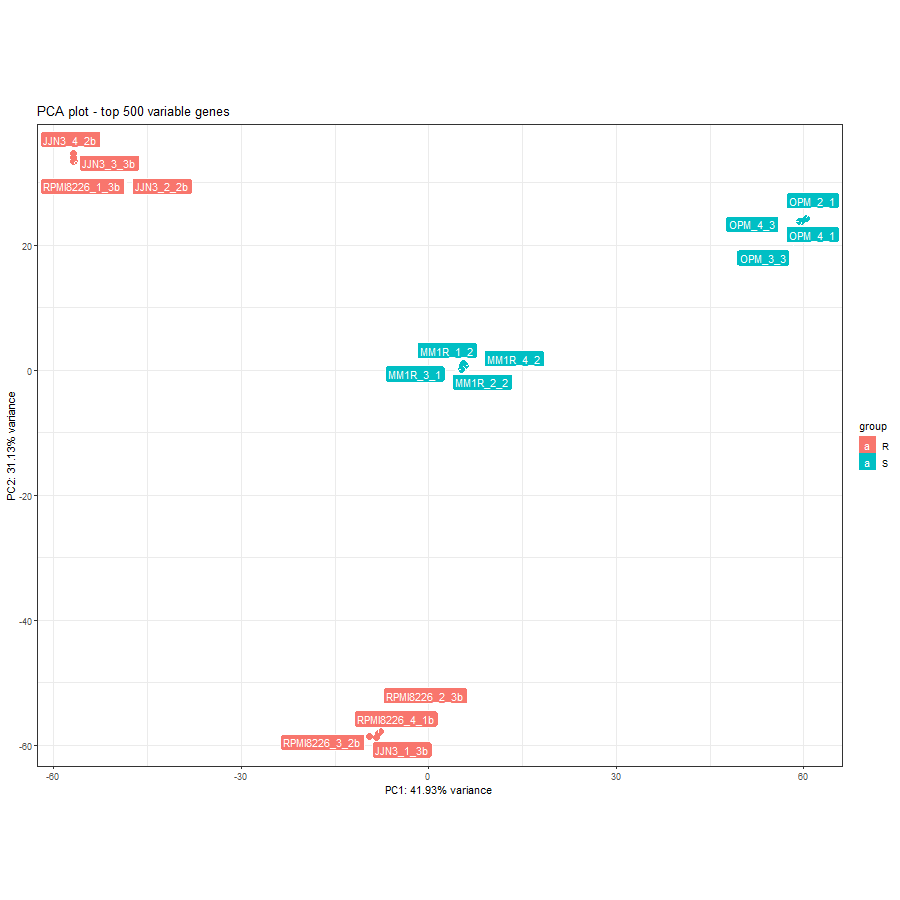 PCA plot - top 500 variable genes
JJN3_4_2b
JJN3_3_3b
RPMI8226_1_3b
JJN3_2_2b
OPM_2_1
OPM_4_3
OPM_4_1
OPM_3_3
MM1R_1_2
MM1R_4_2
MM1R_3_1
MM1R_2_2
RPMI8226_2_3b
RPMI8226_4_1b
RPMI8226_3_2b
JJN3_1_3b
20
0
-20
-40
-60
PC2: 31.13% variance
-60
-30
0
30
60
PC1: 41.93% variance
group
a R
a S